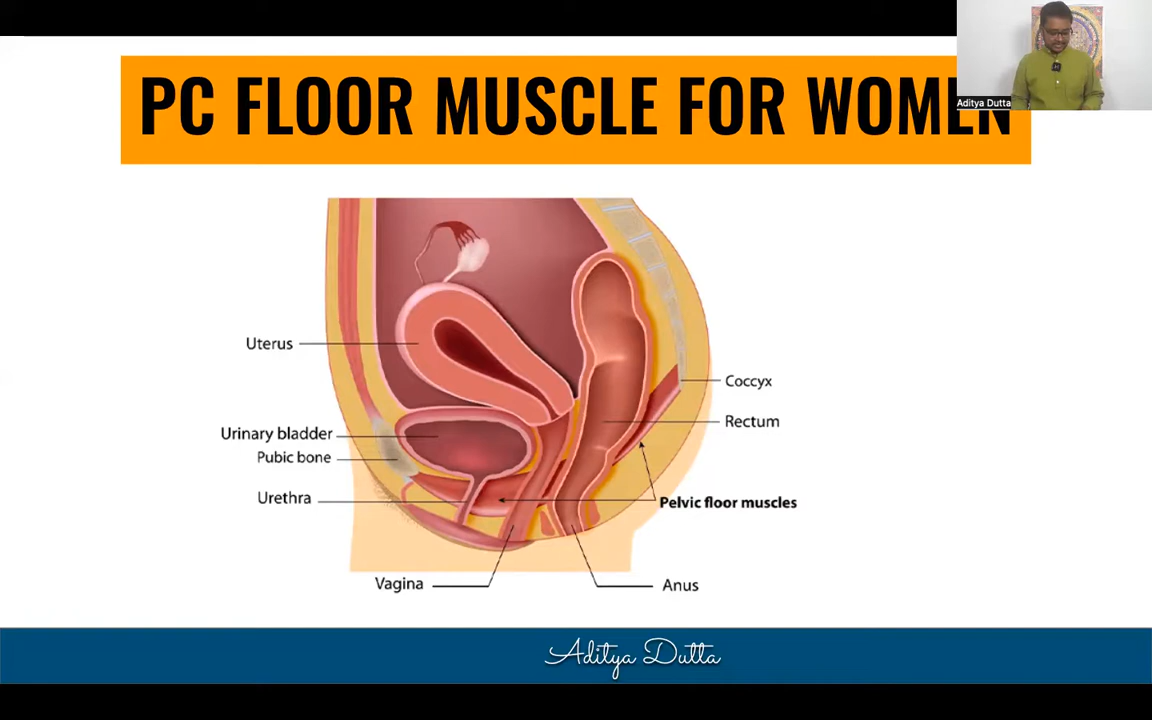 PC FLOOR MUSCLE FOR WOMEN
Aditya Dutta
Uterus
Coccyx
Rectum
Urinary bladder
Pubic bone
Urethra
Pelvic floor muscles
Vagina
Anus
Aditya Dutta